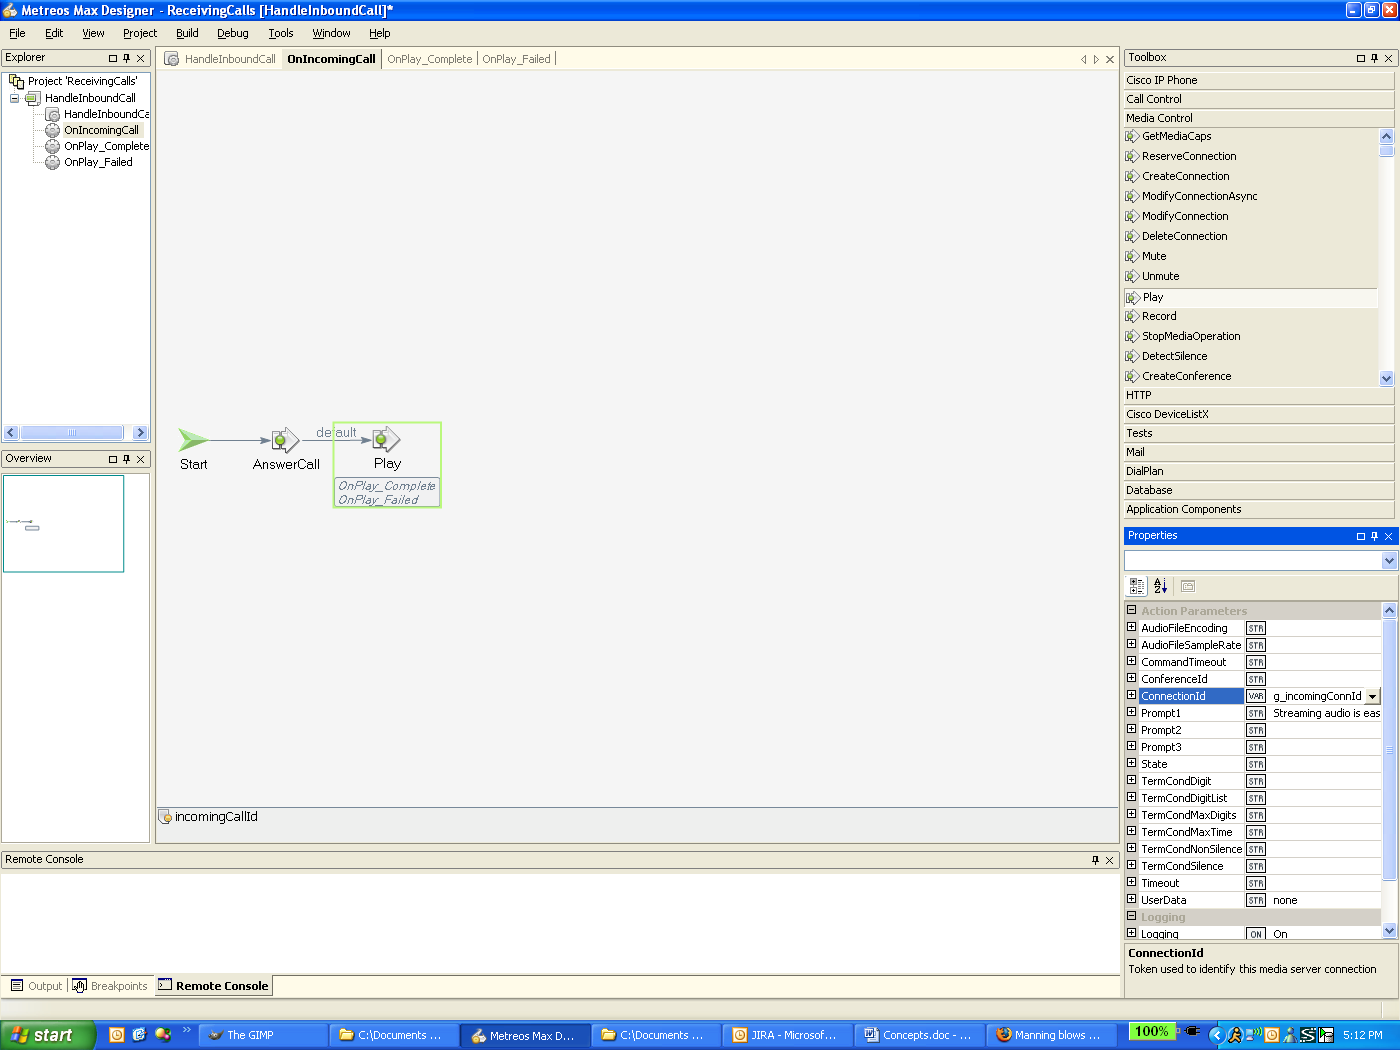 Metreos Max Designer - ReceivingCalls [HandleInboundCall]*
File Edit View Project Build Debug Tools Window Help
Explorer
Project 'ReceivingCalls'
HandleInboundCall
HandleInboundCa
OnIncomingCall
OnPlay_Complete
OnPlay_Failed
Overview
HandleInboundCall OnIncomingCall OnPlay_Complete OnPlay_Failed
Start
AnswerCall
default
Play
OnPlay_Complete
OnPlay_Failed
incomingCallId
Toolbox
Cisco IP Phone
Call Control
Media Control
GetMediaCaps
ReserveConnection
CreateConnection
ModifyConnectionAsync
ModifyConnection
DeleteConnection
Mute
Unmute
Play
Record
StopMediaOperation
DetectSilence
CreateConference
HTTP
Cisco DeviceListX
Tests
Mail
DialPlan
Database
Application Components
Properties
Action Parameters
AudioFileEncoding STR
AudioFileSampleRate STR
CommandTimeout STR
ConferenceId STR
ConnectionId VAR g_incomingConnId
Prompt1 STR Streaming audio is eas
Prompt2 STR
Prompt3 STR
State STR
TermCondDigit STR
TermCondDigitList STR
TermCondMaxDigits STR
TermCondMaxTime STR
TermCondNonSilence STR
TermCondSilence STR
Timeout STR
UserData STR none
Logging
Logging ON On
ConnectionId
Token used to identify this media server connection
Remote Console
Output Breakpoints Remote Console
start The GIMP C:\Documents ... Metreos Max D... C:\Documents ... JIRA - Microsof... Concepts.doc - ... Manning blows ... 100% 5:12 PM